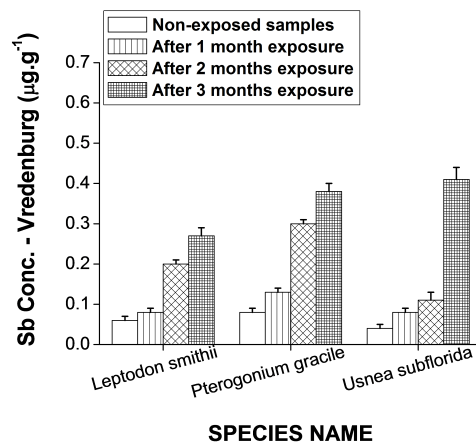 Non-exposed samples
After 1 month exposure
After 2 months exposure
After 3 months exposure
Sb Conc. - Vredenburg (μg.g⁻¹)
0.7
0.6
0.5
0.4
0.3
0.2
0.1
0.0
Leptodon smithii
Pterogonium gracile
Usnea subflorida
SPECIES NAME